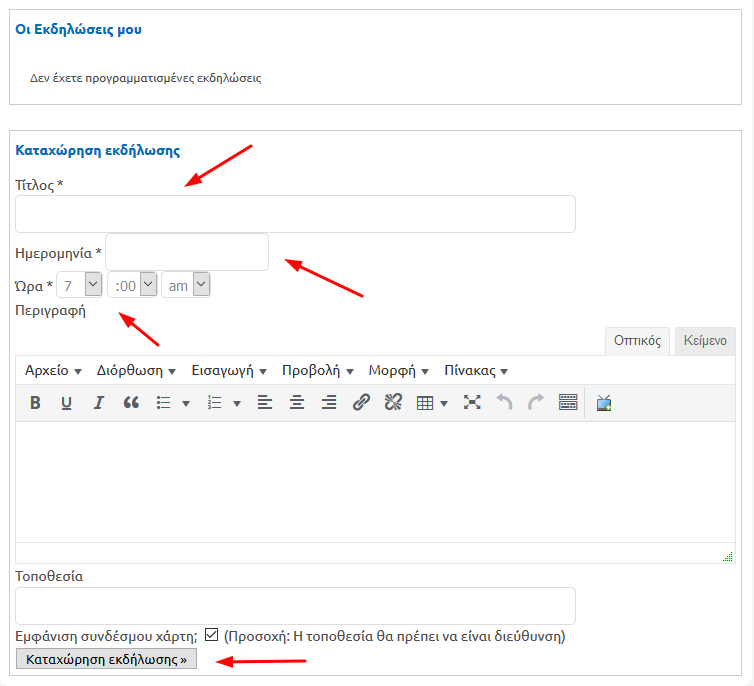 Οι Εκδηλώσεις μου
Δεν έχετε προγραμματισμένες εκδηλώσεις
Καταχώρηση εκδήλωσης
Τίτλος *
Ημερομηνία *
Ώρα * 7 :00 am
Περιγραφή
Οπτικός Κείμενο
Αρχείο Διόρθωση Εισαγωγή Προβολή Μορφή Πίνακας
B U I
Τοποθεσία
Εμφάνιση συνδέσμου χάρτη; (Προσοχή: Η τοποθεσία θα πρέπει να είναι διεύθυνση)
Καταχώρηση εκδήλωσης »